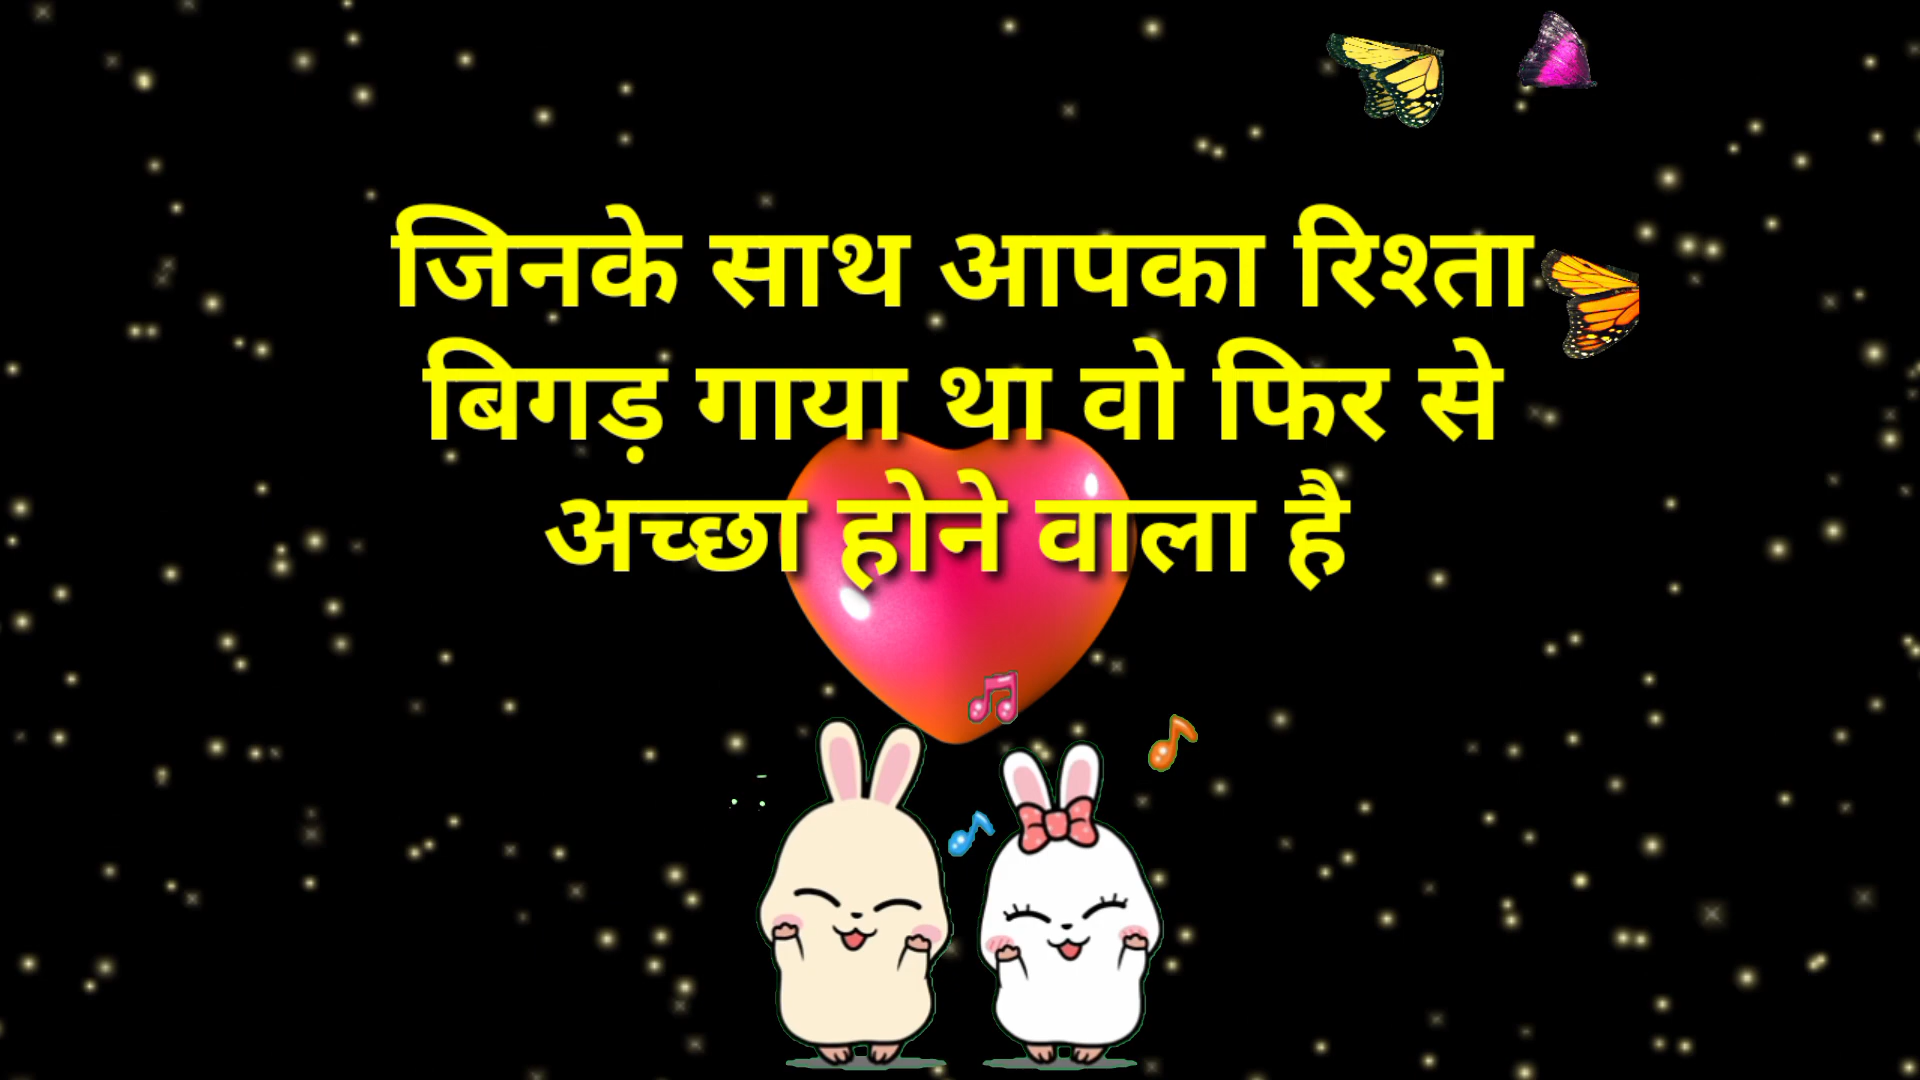 जिनके साथ आपका रिश्ता
बिगड़ गाया था वो फिर से
अच्छा होने वाला है